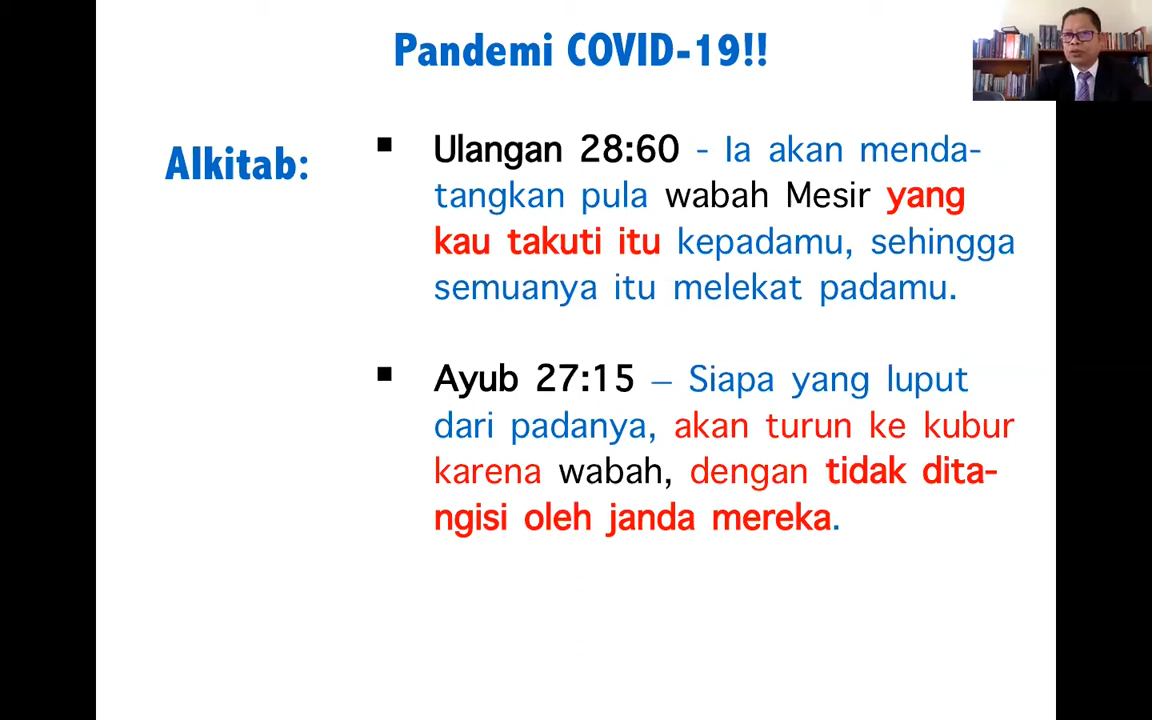 Pandemi COVID-19!!
Alkitab:
▪ Ulangan 28:60 - Ia akan menda-
tangkan pula wabah Mesir yang
kau takuti itu kepadamu, sehingga
semuanya itu melekat padamu.
▪ Ayub 27:15 – Siapa yang luput
dari padanya, akan turun ke kubur
karena wabah, dengan tidak dita-
ngisi oleh janda mereka.